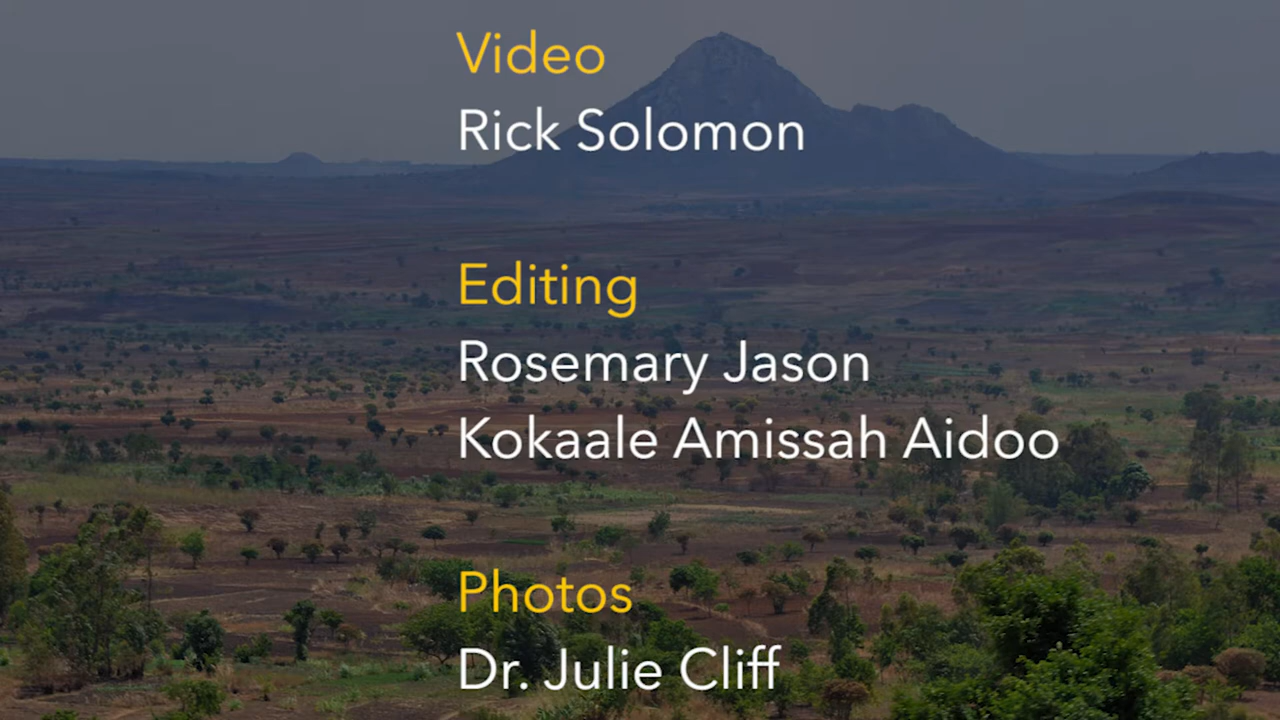 Video
Rick Solomon
Editing
Rosemary Jason
Kokaale Amissah Aidoo
Photos
Dr. Julie Cliff